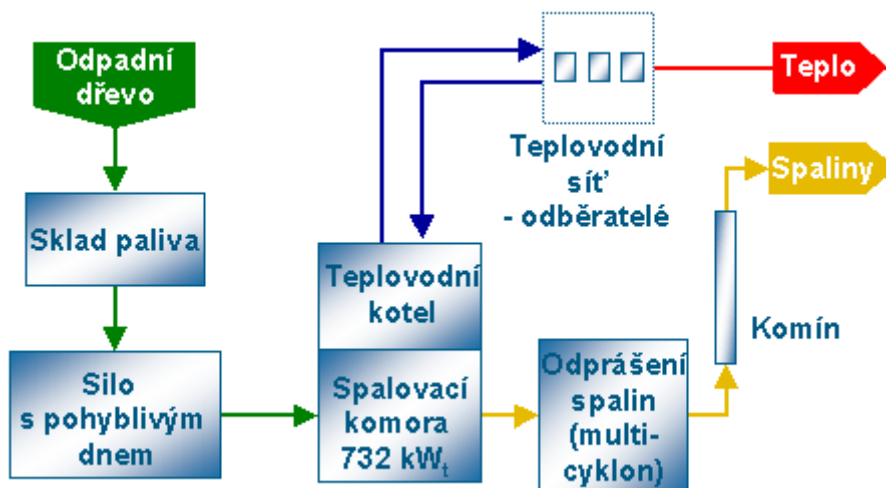 Odpadní
dřevo
Teplo
Teplovodní
síť
- odběratelé
Spaliny
Sklad paliva
Teplovodní
kotel
Komín
Silo
s pohyblivým
dnem
Spalovací
komora
732 kWt
Odprášení
spalin
(multi-
cyklon)